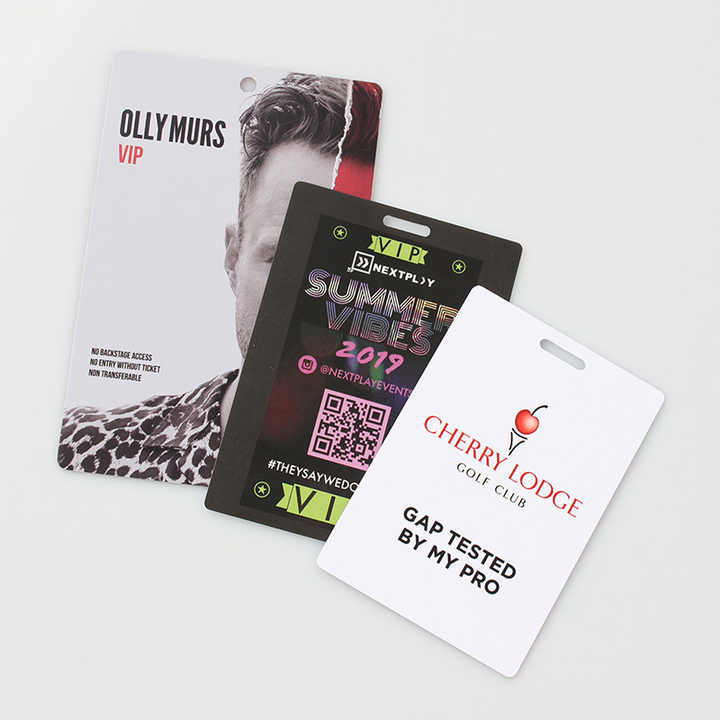 OLLY MURS
VIP
NO BACKSTAGE ACCESS
NO ENTRY WITHOUT TICKET
NON TRANSFERABLE
VIP
NEXTPLAY
SUMMER
VIBES
2019
@NEXTPLAYEVENTS
#THEYSAYWEDO
VI
CHERRY LODGE
GOLF CLUB
GAP TESTED
BY MY PRO